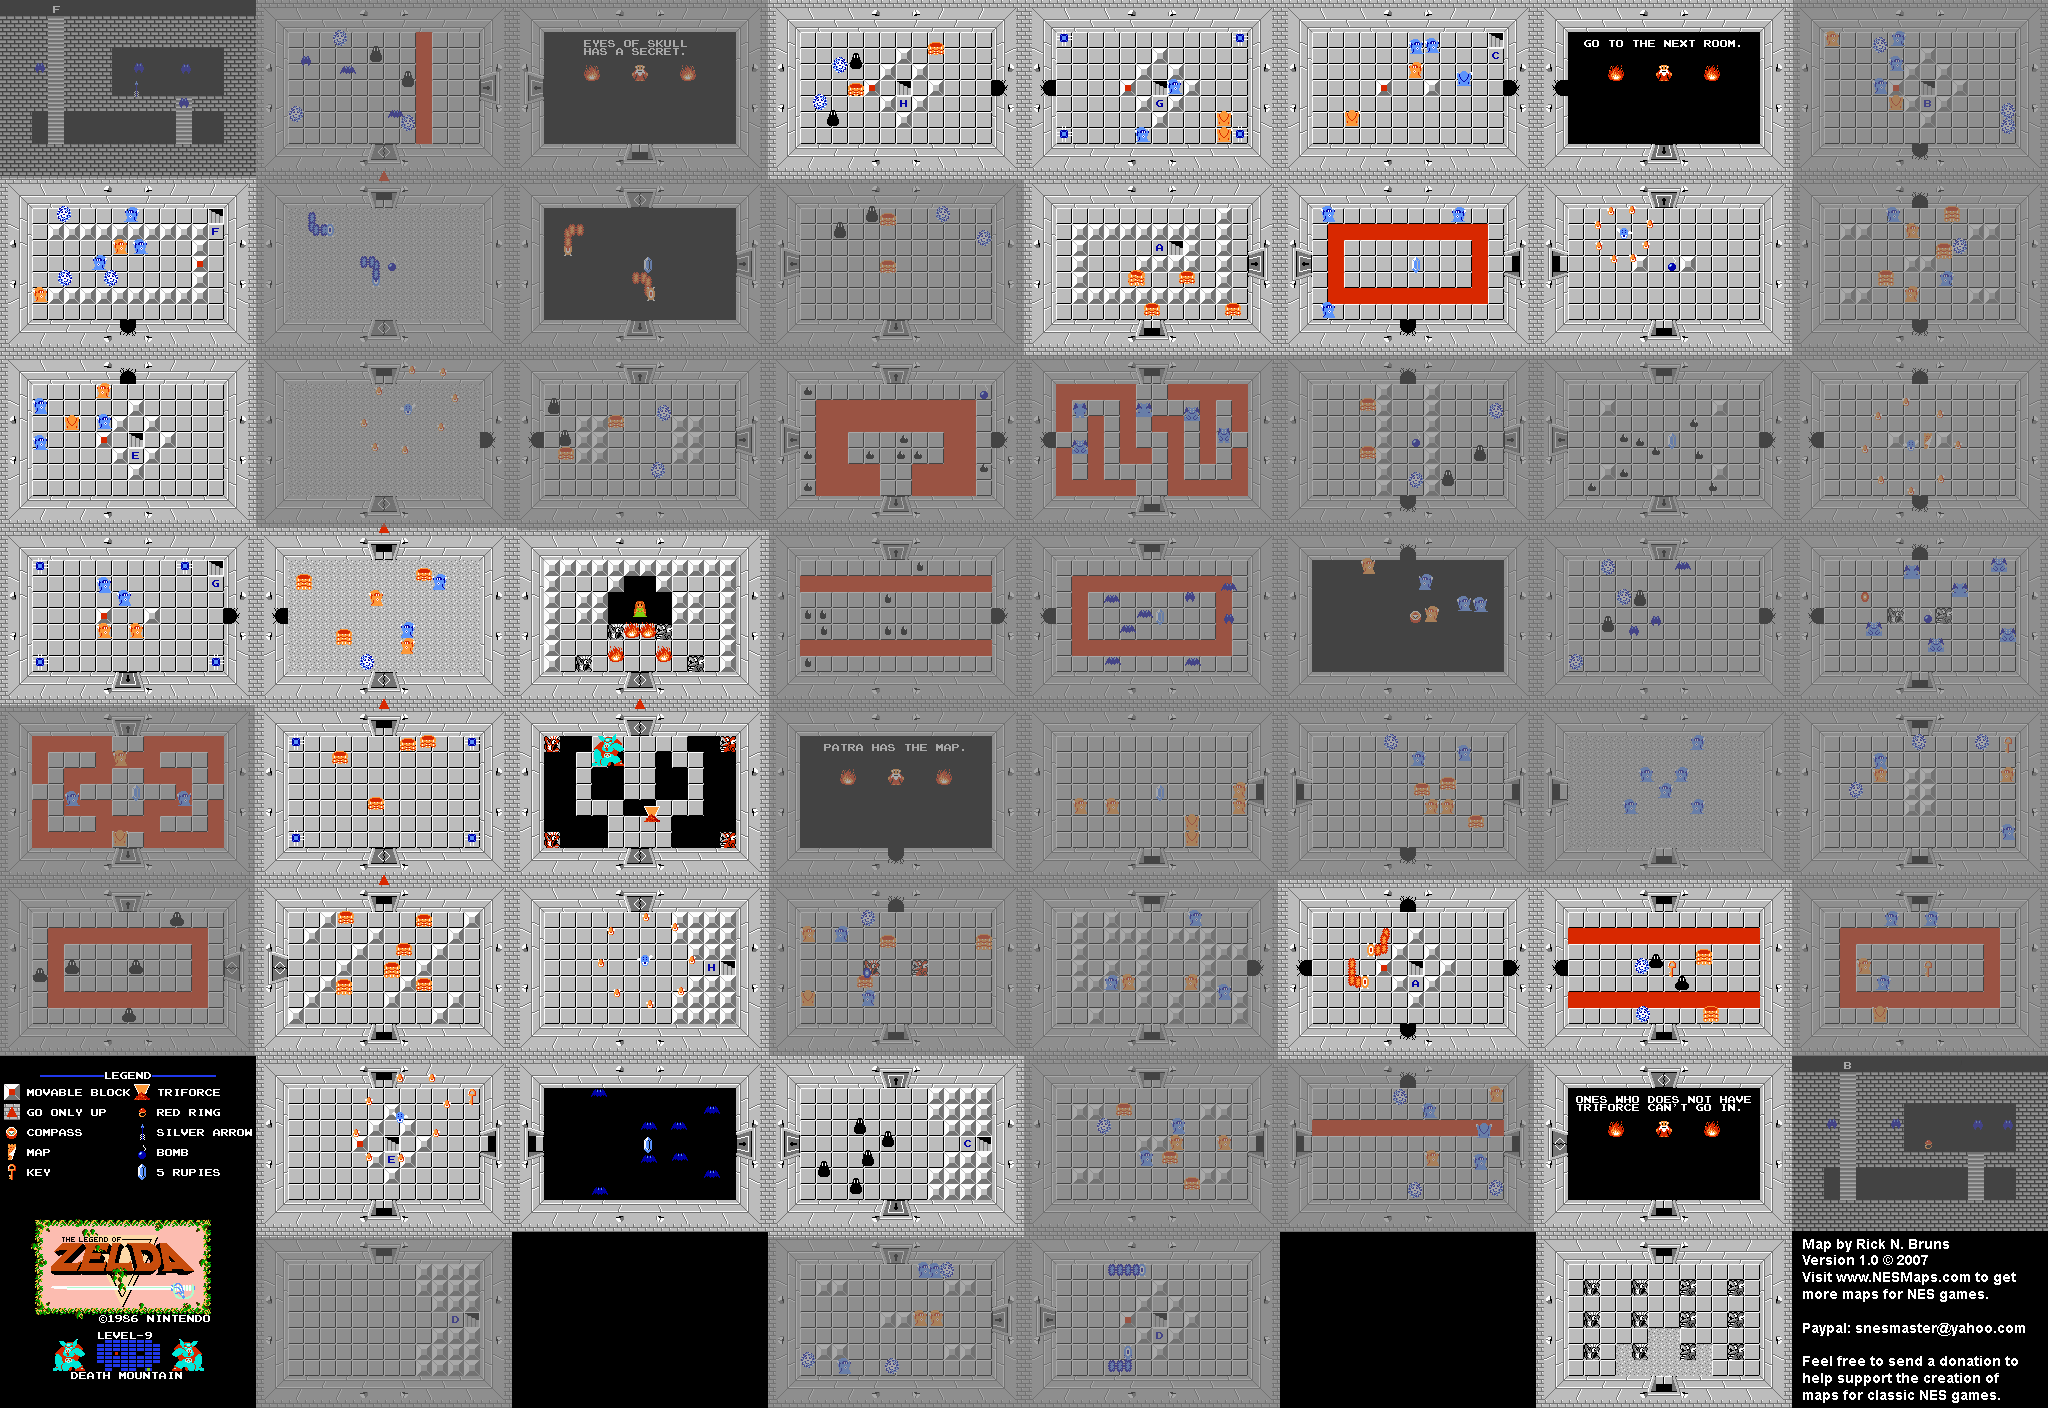 F
EYES OF SKULL
HAS A SECRET.
H
G
C
GO TO THE NEXT ROOM.
B
F
A
E
G
PATRA HAS THE MAP.
H
A
LEGEND
MOVABLE BLOCK
TRIFORCE
GO ONLY UP
RED RING
COMPASS
SILVER ARROW
MAP
BOMB
KEY
5 RUPIES
E
C
ONES WHO DOES NOT HAVE
TRIFORCE CAN'T GO IN.
B
THE LEGEND OF
ZELDA
©1986 NINTENDO
LEVEL-9
DEATH MOUNTAIN
D
D
Map by Rick N. Bruns
Version 1.0 © 2007
Visit www.NESMaps.com to get
more maps for NES games.
Paypal: snesmaster@yahoo.com
Feel free to send a donation to
help support the creation of
maps for classic NES games.